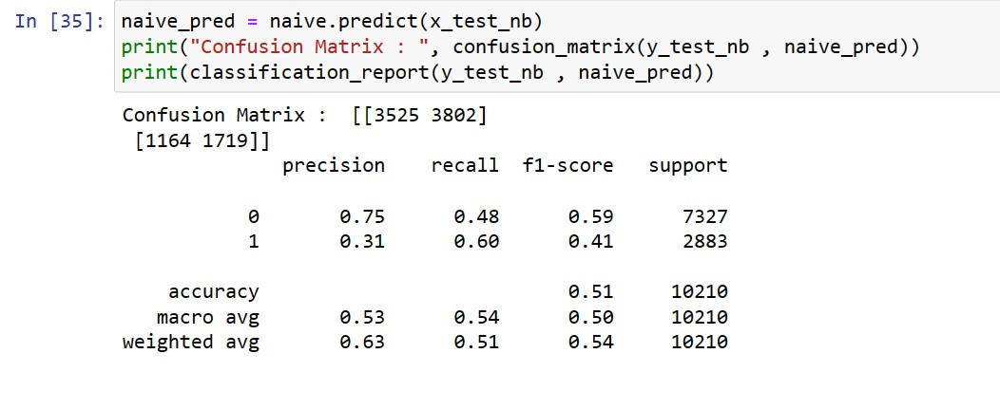 In [35]: naive_pred = naive.predict(x_test_nb)
print("Confusion Matrix : ", confusion_matrix(y_test_nb , naive_pred))
print(classification_report(y_test_nb , naive_pred))
Confusion Matrix :  [[3525 3802]
 [1164 1719]]
              precision    recall  f1-score   support
           0       0.75      0.48      0.59      7327
           1       0.31      0.60      0.41      2883
    accuracy                           0.51     10210
   macro avg       0.53      0.54      0.50     10210
weighted avg       0.63      0.51      0.54     10210